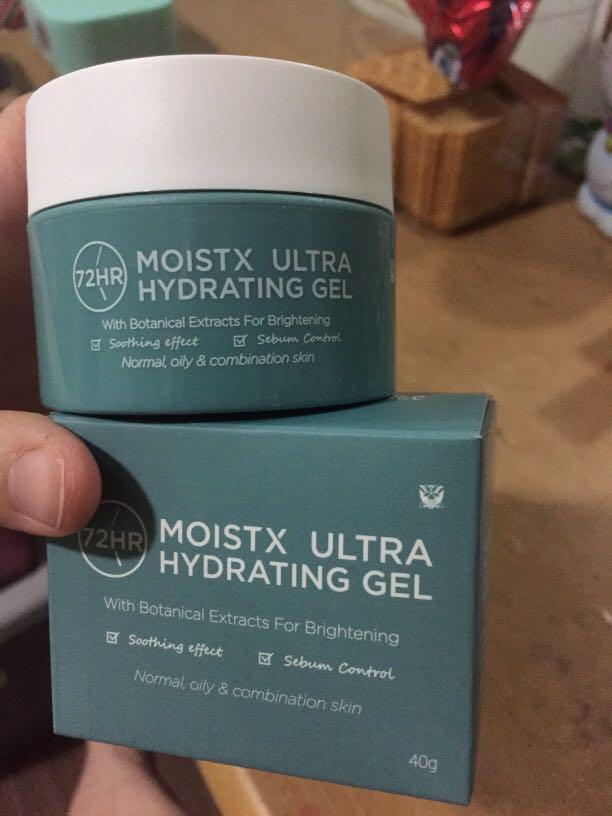 72HR
MOISTX ULTRA
HYDRATING GEL
With Botanical Extracts For Brightening
Soothing effect Sebum Control
Normal, oily & combination skin
72HR
MOISTX ULTRA
HYDRATING GEL
With Botanical Extracts For Brightening
Soothing effect
Sebum Control
Normal, oily & combination skin
40g